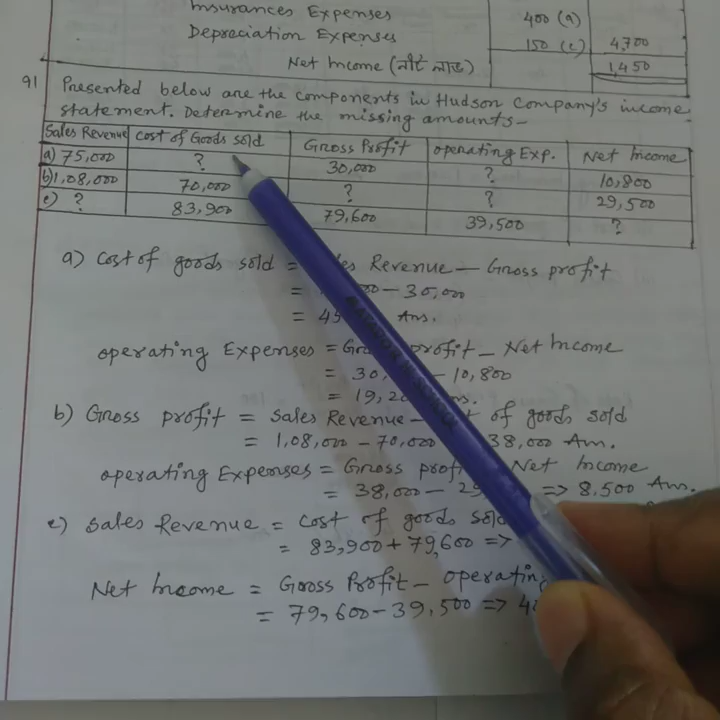 Insurances Expenses 400 (a)
Depreciation Expenses 150 (c) 4,700
Net Income (नीट लाभ) 1,450
91 Presented below are the components in Hudson Company's income
statement. Determine the missing amounts-
Sales Revenue Cost of Goods sold Gross Profit operating Exp. Net Income
a) 75,000 ? 30,000 ? 10,800
b) 1,08,000 70,000 ? ? 29,500
c) ? 83,900 79,600 39,500 ?
a) Cost of goods sold = Revenue - Gross profit
= - 30,000
= Ans.
operating Expenses = profit - Net Income
= - 10,800
=
b) Gross profit = Sales Revenue - of goods sold
= 1,08,000 - 70,000 38,000 Ans.
operating Expenses = Gross Net Income
= 38,000 - => 8,500 Ans.
c) Sales Revenue = Cost of goods
= 83,900 + 79,600 =>
Net Income = Gross Profit -
= 79,600 - 39,500 =>